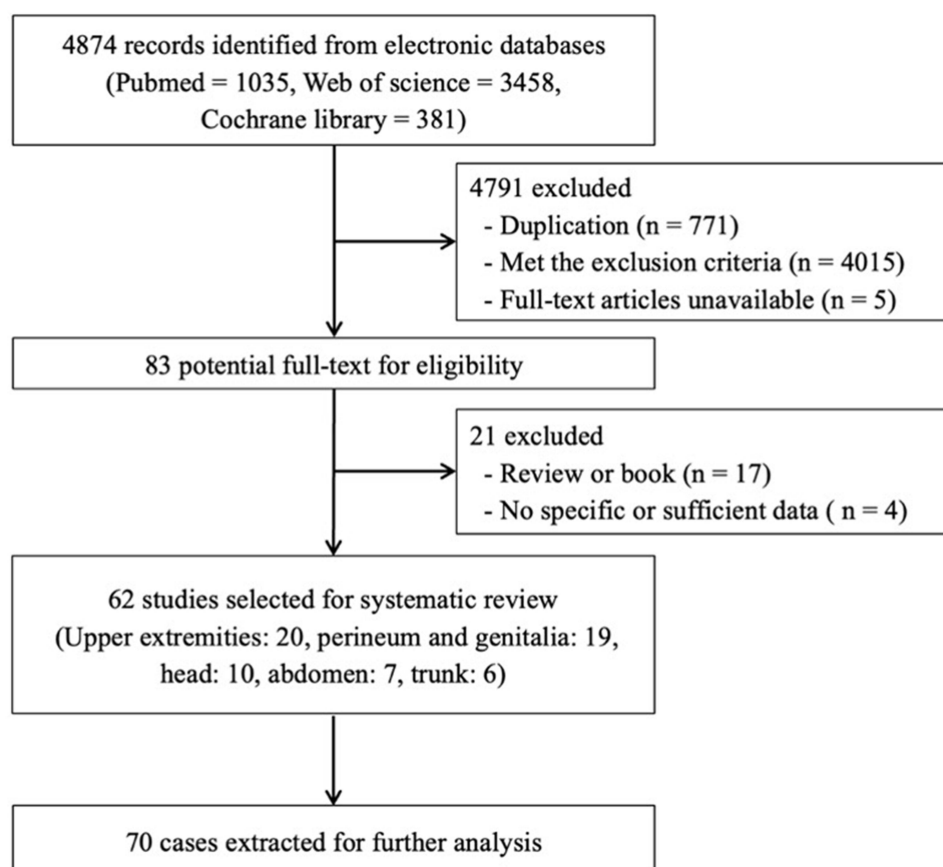 4874 records identified from electronic databases
(Pubmed = 1035, Web of science = 3458,
Cochrane library = 381)
4791 excluded
- Duplication (n = 771)
- Met the exclusion criteria (n = 4015)
- Full-text articles unavailable (n = 5)
83 potential full-text for eligibility
21 excluded
- Review or book (n = 17)
- No specific or sufficient data ( n = 4)
62 studies selected for systematic review
(Upper extremities: 20, perineum and genitalia: 19,
head: 10, abdomen: 7, trunk: 6)
70 cases extracted for further analysis